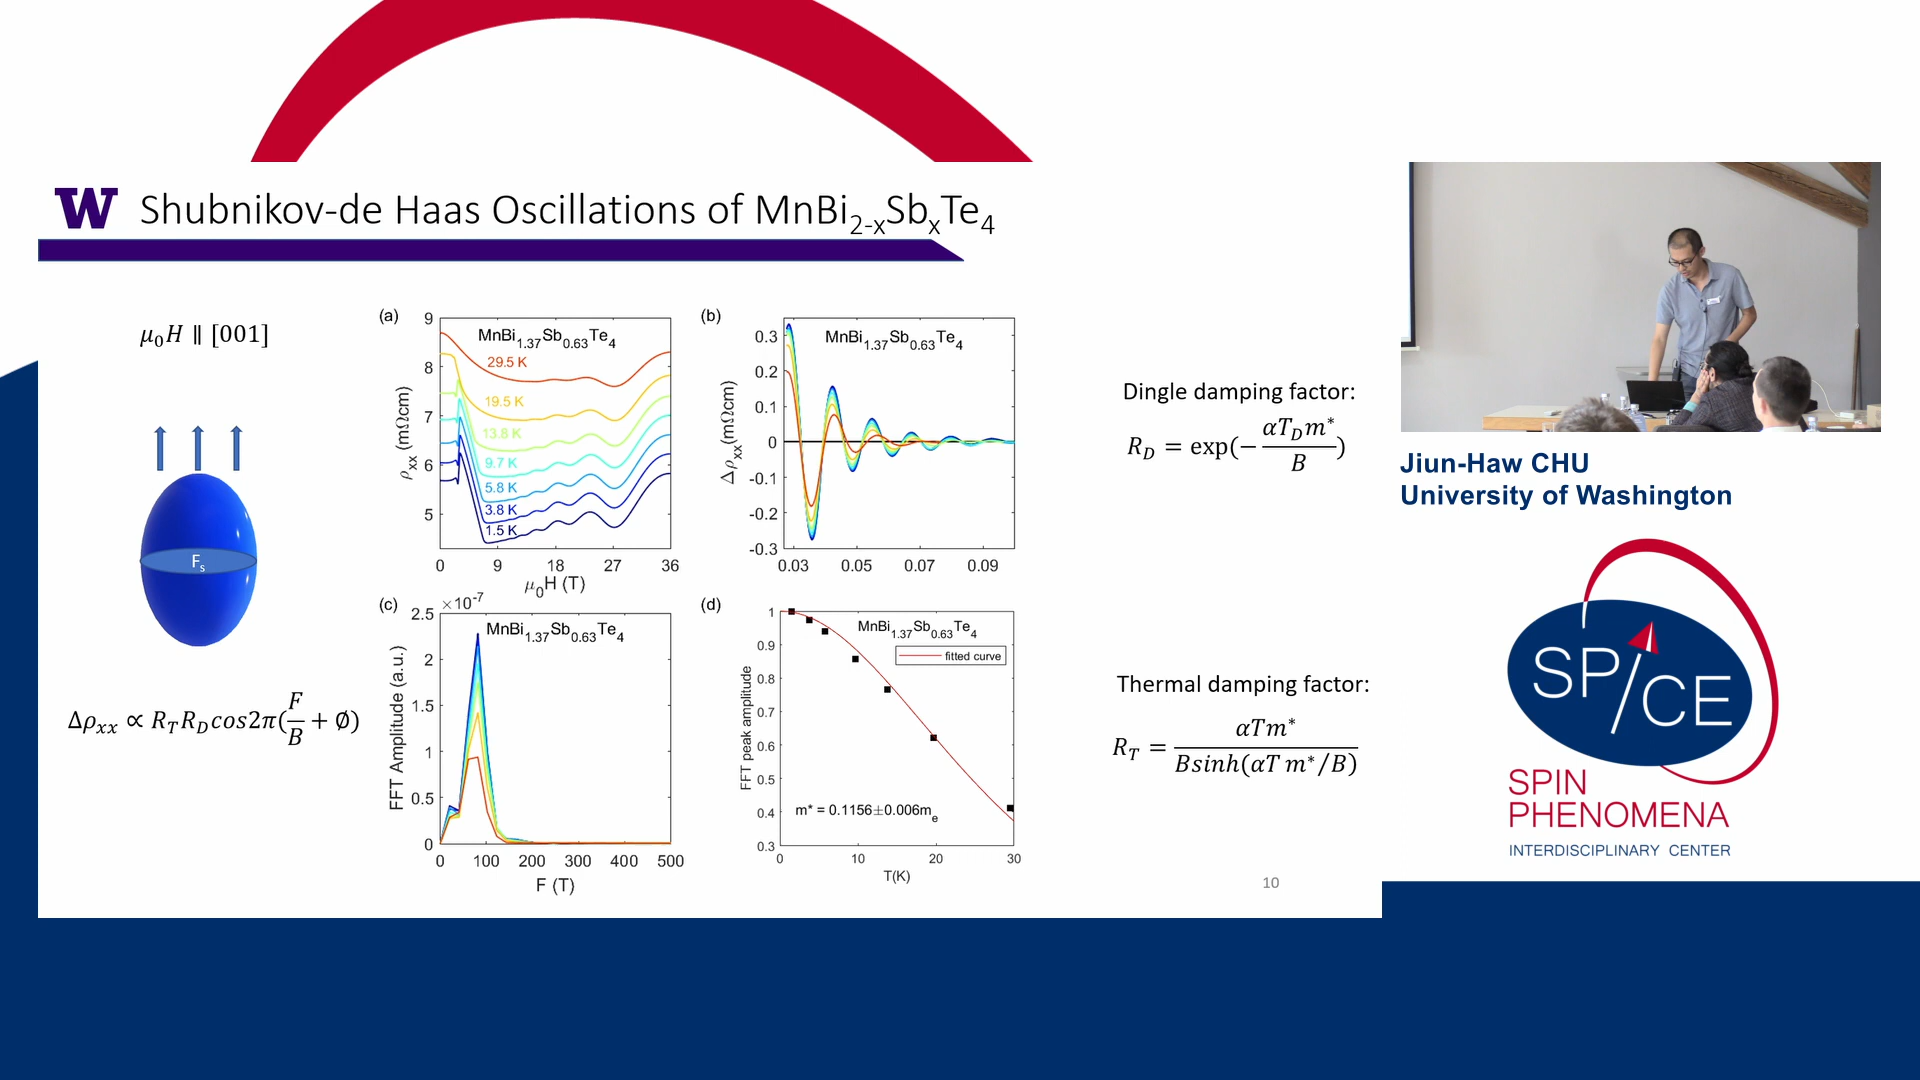 W Shubnikov-de Haas Oscillations of MnBi₂₋ₓSbₓTe₄
μ₀H ∥ [001]
Fₛ
Δρₓₓ ∝ R_T R_D cos2π(F/B + ∅)
(a)
MnBi₁.₃₇Sb₀.₆₃Te₄
29.5 K
19.5 K
13.8 K
9.7 K
5.8 K
3.8 K
1.5 K
ρₓₓ (mΩcm)
9
8
7
6
5
0 9 18 27 36
μ₀H (T)
(b)
MnBi₁.₃₇Sb₀.₆₃Te₄
Δρₓₓ(mΩcm)
0.3
0.2
0.1
0
-0.1
-0.2
-0.3
0.03 0.05 0.07 0.09
(c)
×10⁻⁷
MnBi₁.₃₇Sb₀.₆₃Te₄
FFT Amplitude (a.u.)
2.5
2
1.5
1
0.5
0
0 100 200 300 400 500
F (T)
(d)
MnBi₁.₃₇Sb₀.₆₃Te₄
fitted curve
FFT peak amplitude
1
0.9
0.8
0.7
0.6
0.5
0.4
0.3
m* = 0.1156±0.006mₑ
0 10 20 30
T(K)
Dingle damping factor:
R_D = exp(−αT_D m*/B)
Thermal damping factor:
R_T = αTm*/Bsinh(αT m*/B)
10
Jiun-Haw CHU
University of Washington
SP/CE
SPIN
PHENOMENA
INTERDISCIPLINARY CENTER